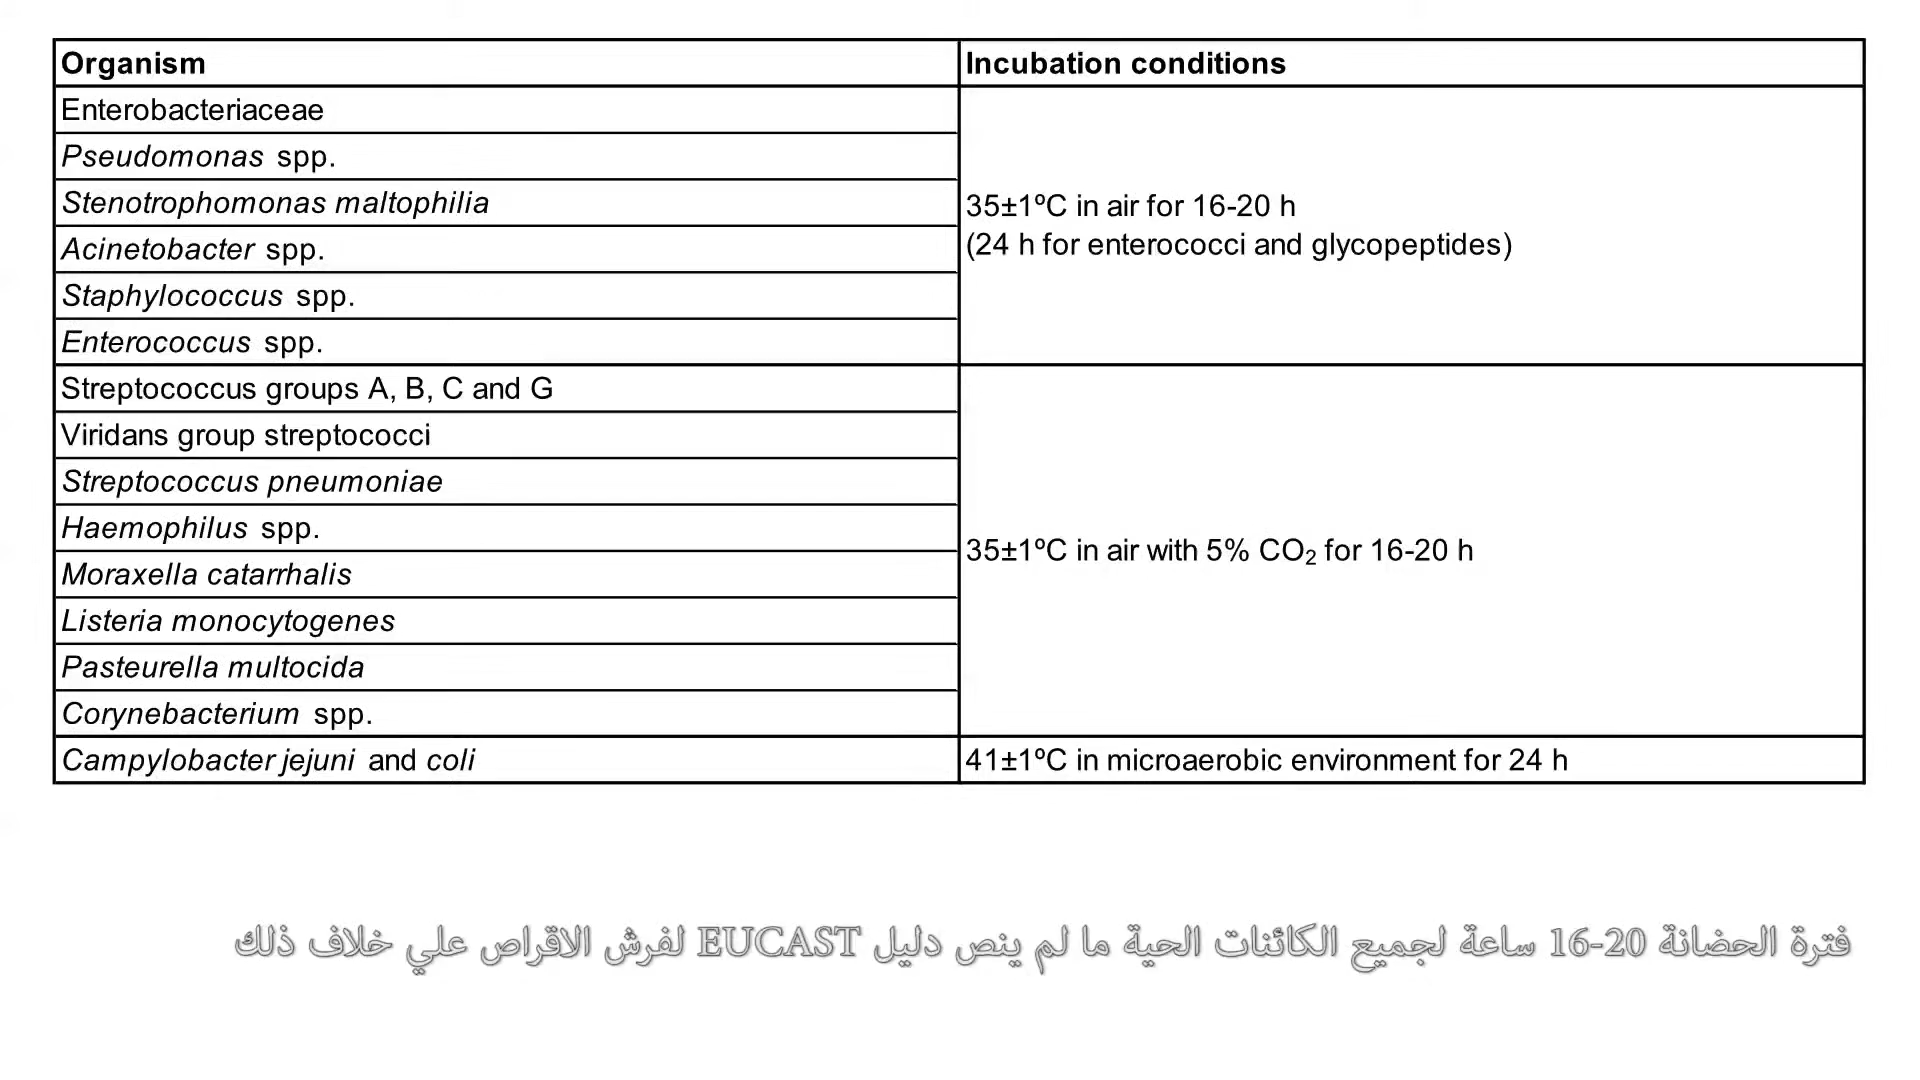 Organism Incubation conditions
Enterobacteriaceae
Pseudomonas spp.
Stenotrophomonas maltophilia
Acinetobacter spp.
Staphylococcus spp.
Enterococcus spp.
35±1ºC in air for 16-20 h
(24 h for enterococci and glycopeptides)
Streptococcus groups A, B, C and G
Viridans group streptococci
Streptococcus pneumoniae
Haemophilus spp.
Moraxella catarrhalis
Listeria monocytogenes
Pasteurella multocida
Corynebacterium spp.
35±1ºC in air with 5% CO₂ for 16-20 h
Campylobacter jejuni and coli 41±1ºC in microaerobic environment for 24 h
فترة الحضانة 20-16 ساعة لجميع الكائنات الحية ما لم ينص دليل EUCAST لفرش الاقراص علي خلاف ذلك